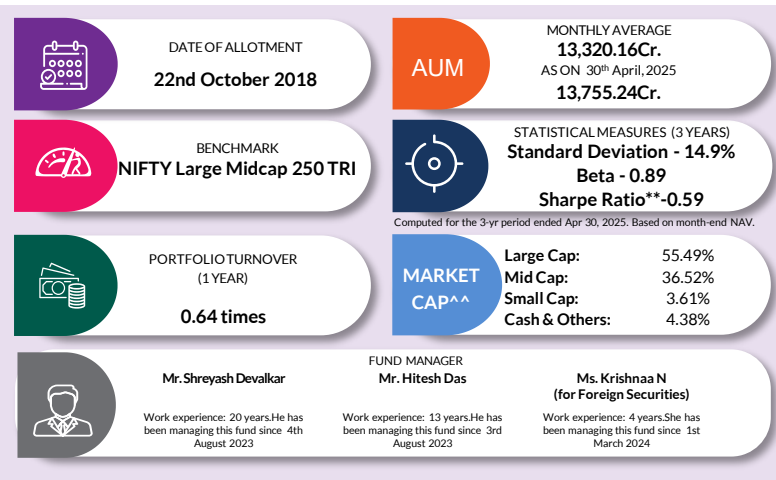 DATE OF ALLOTMENT
22nd October 2018
AUM
MONTHLY AVERAGE
13,320.16Cr.
AS ON 30th April,2025
13,755.24Cr.
BENCHMARK
NIFTY Large Midcap 250 TRI
STATISTICAL MEASURES (3 YEARS)
Standard Deviation - 14.9%
Beta - 0.89
Sharpe Ratio**-0.59
Computed for the 3-yr period ended Apr 30, 2025. Based on month-end NAV.
PORTFOLIO TURNOVER
(1 YEAR)
0.64 times
MARKET
CAP^^
Large Cap: 55.49%
Mid Cap: 36.52%
Small Cap: 3.61%
Cash & Others: 4.38%
FUND MANAGER
Mr. Shreyash Devalkar
Work experience: 20 years.He has
been managing this fund since 4th
August 2023
Mr. Hitesh Das
Work experience: 13 years.He has
been managing this fund since 3rd
August 2023
Ms. Krishnaa N
(for Foreign Securities)
Work experience: 4 years.She has
been managing this fund since 1st
March 2024